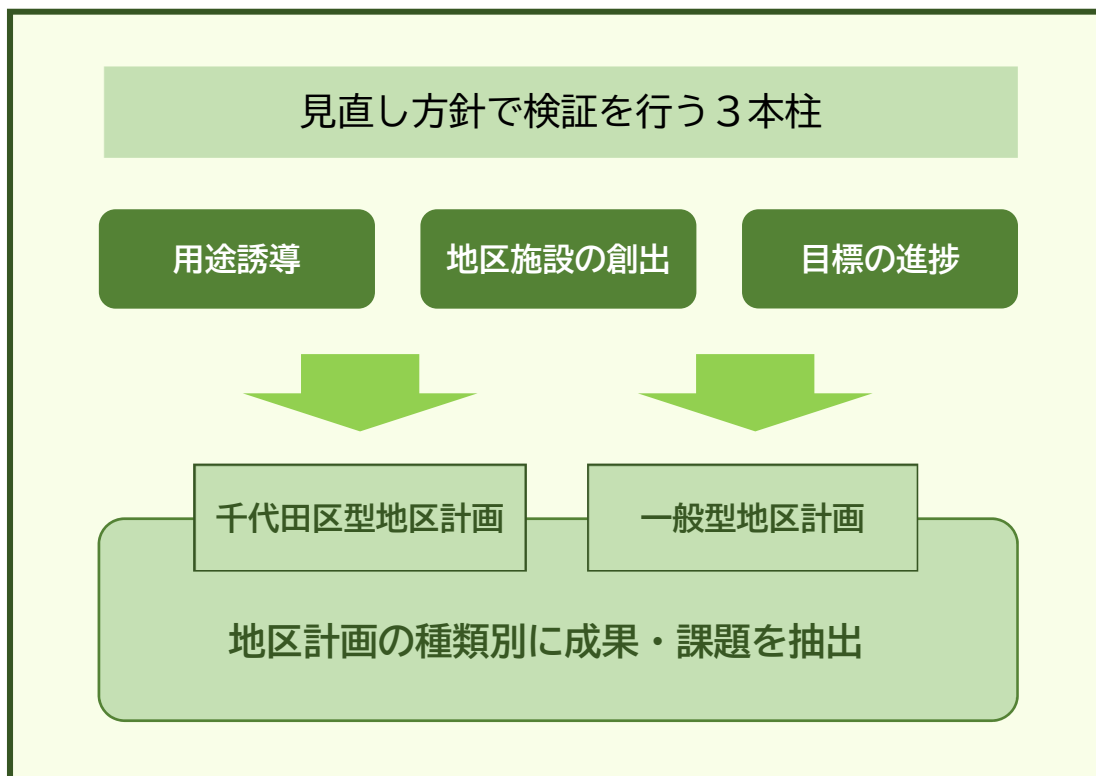 見直し方針で検証を行う３本柱
用途誘導
地区施設の創出
目標の進捗
千代田区型地区計画
一般型地区計画
地区計画の種類別に成果・課題を抽出